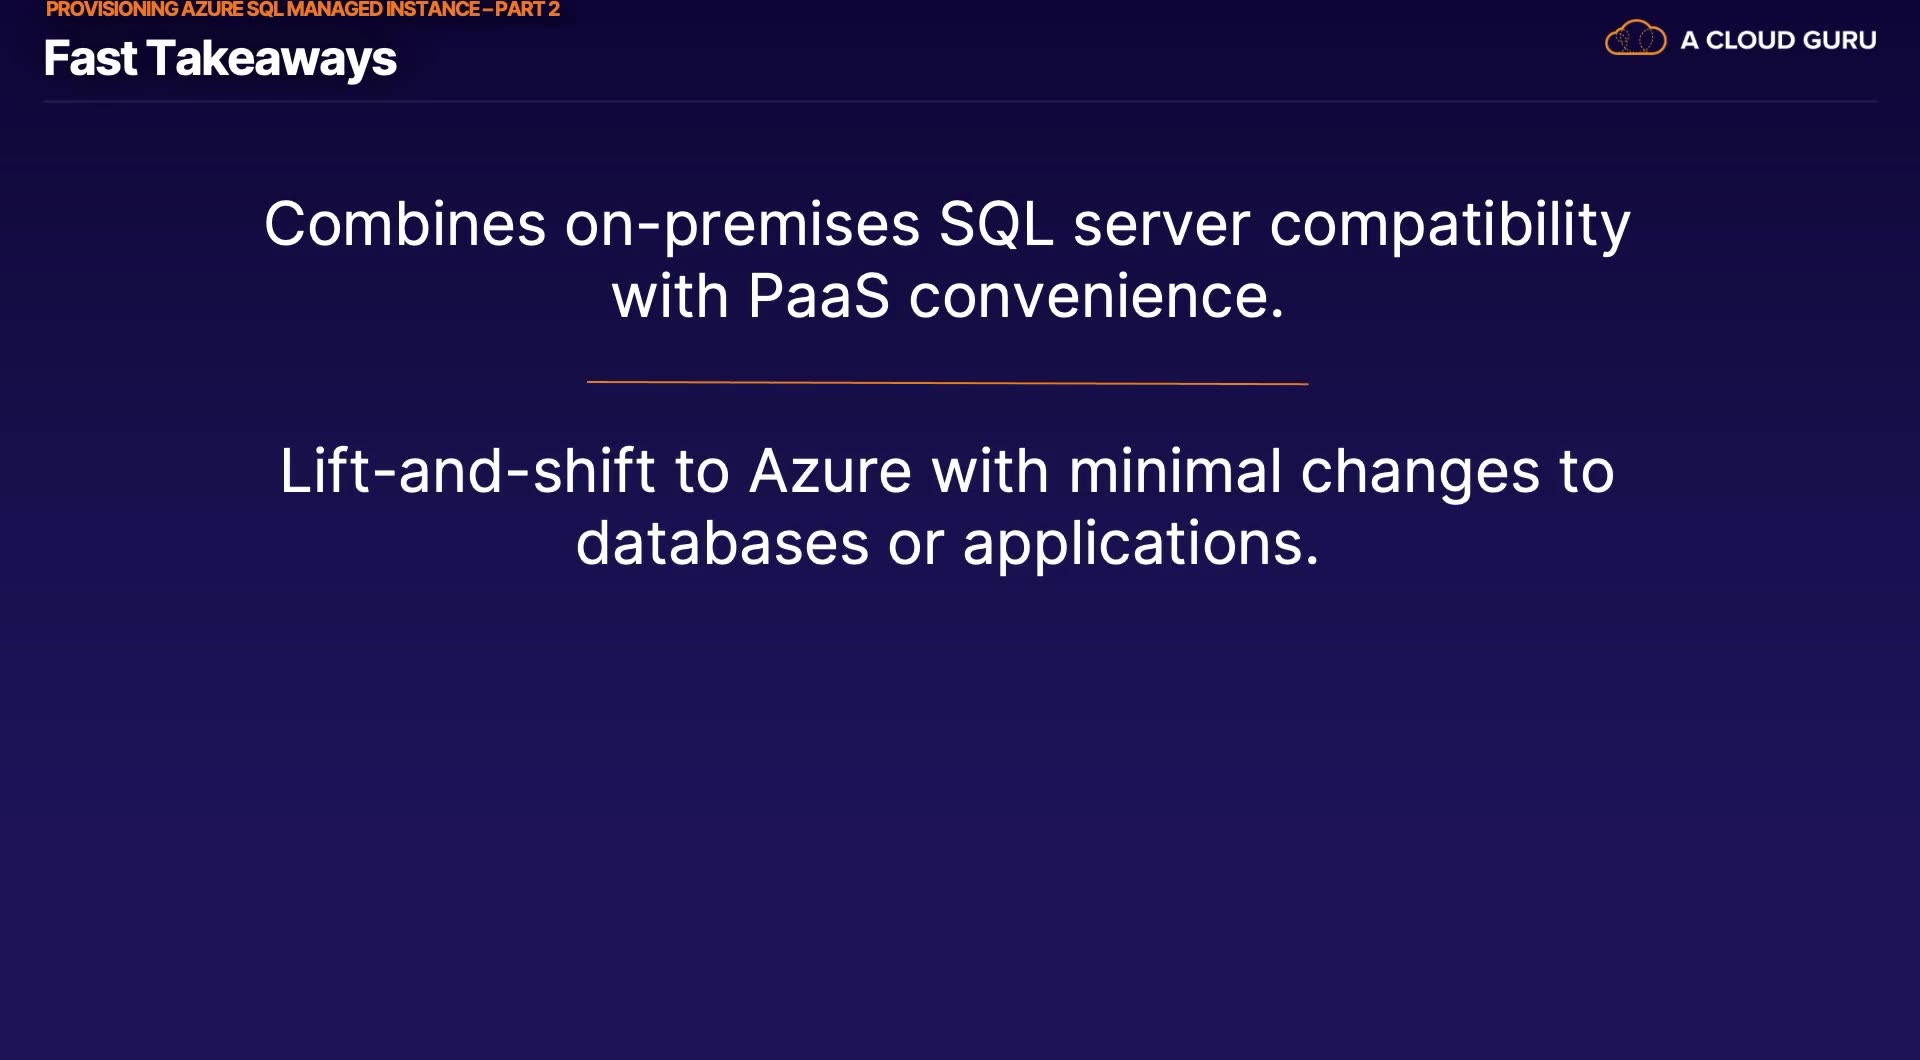 PROVISIONING AZURE SQL MANAGED INSTANCE – PART 2
Fast Takeaways
A CLOUD GURU
Combines on-premises SQL server compatibility
with PaaS convenience.
Lift-and-shift to Azure with minimal changes to
databases or applications.